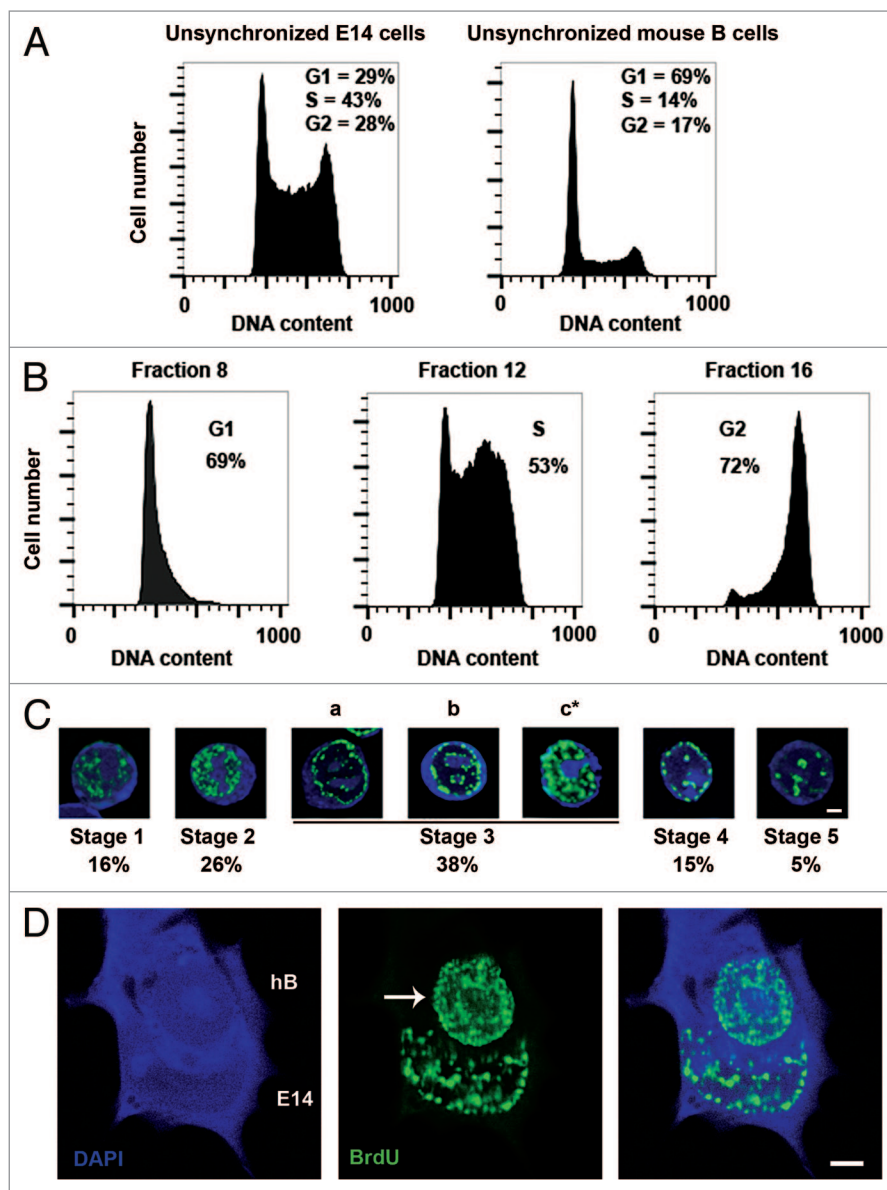 A
Unsynchronized E14 cells
Unsynchronized mouse B cells
G1 = 29%
S = 43%
G2 = 28%
G1 = 69%
S = 14%
G2 = 17%
Cell number
0 1000
DNA content
0 1000
DNA content
B
Fraction 8
Fraction 12
Fraction 16
G1
69%
S
53%
G2
72%
Cell number
0 1000
DNA content
0 1000
DNA content
0 1000
DNA content
C
a b c*
Stage 1
16%
Stage 2
26%
Stage 3
38%
Stage 4
15%
Stage 5
5%
D
hB
E14
DAPI
BrdU